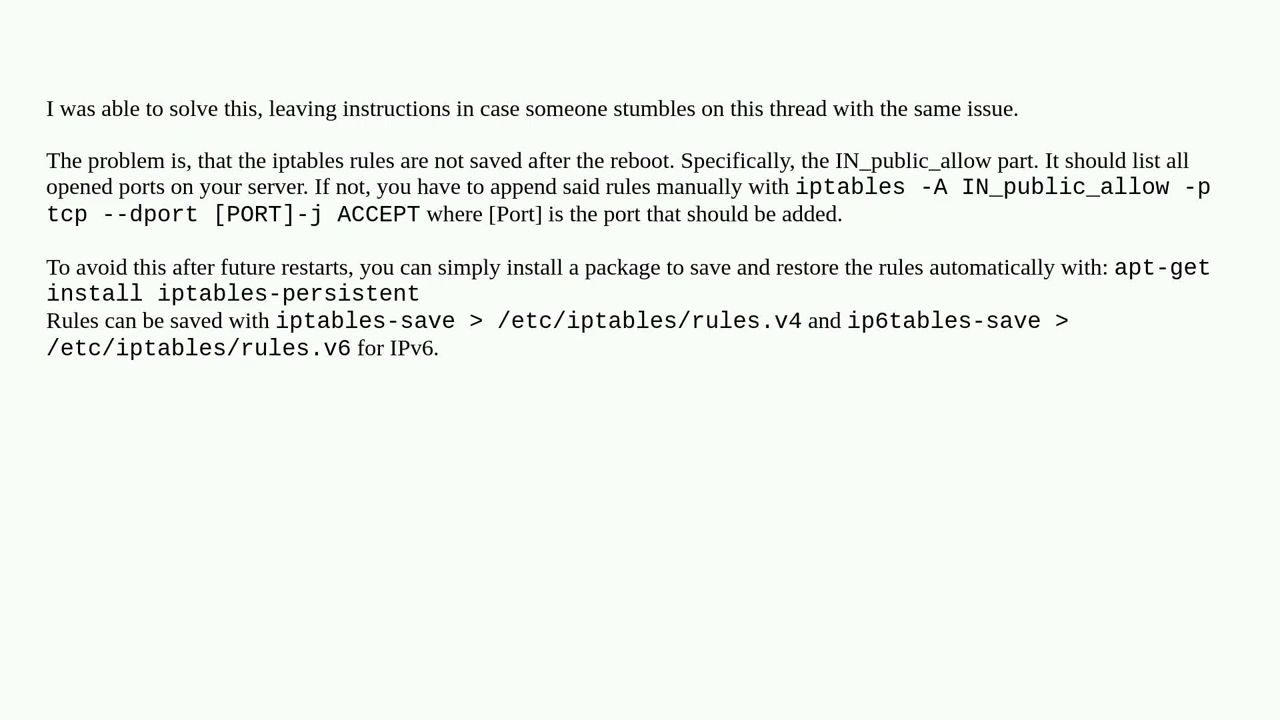 I was able to solve this, leaving instructions in case someone stumbles on this thread with the same issue.
The problem is, that the iptables rules are not saved after the reboot. Specifically, the IN_public_allow part. It should list all
opened ports on your server. If not, you have to append said rules manually with iptables -A IN_public_allow -p
tcp --dport [PORT]-j ACCEPT where [Port] is the port that should be added.
To avoid this after future restarts, you can simply install a package to save and restore the rules automatically with: apt-get
install iptables-persistent
Rules can be saved with iptables-save > /etc/iptables/rules.v4 and ip6tables-save >
/etc/iptables/rules.v6 for IPv6.